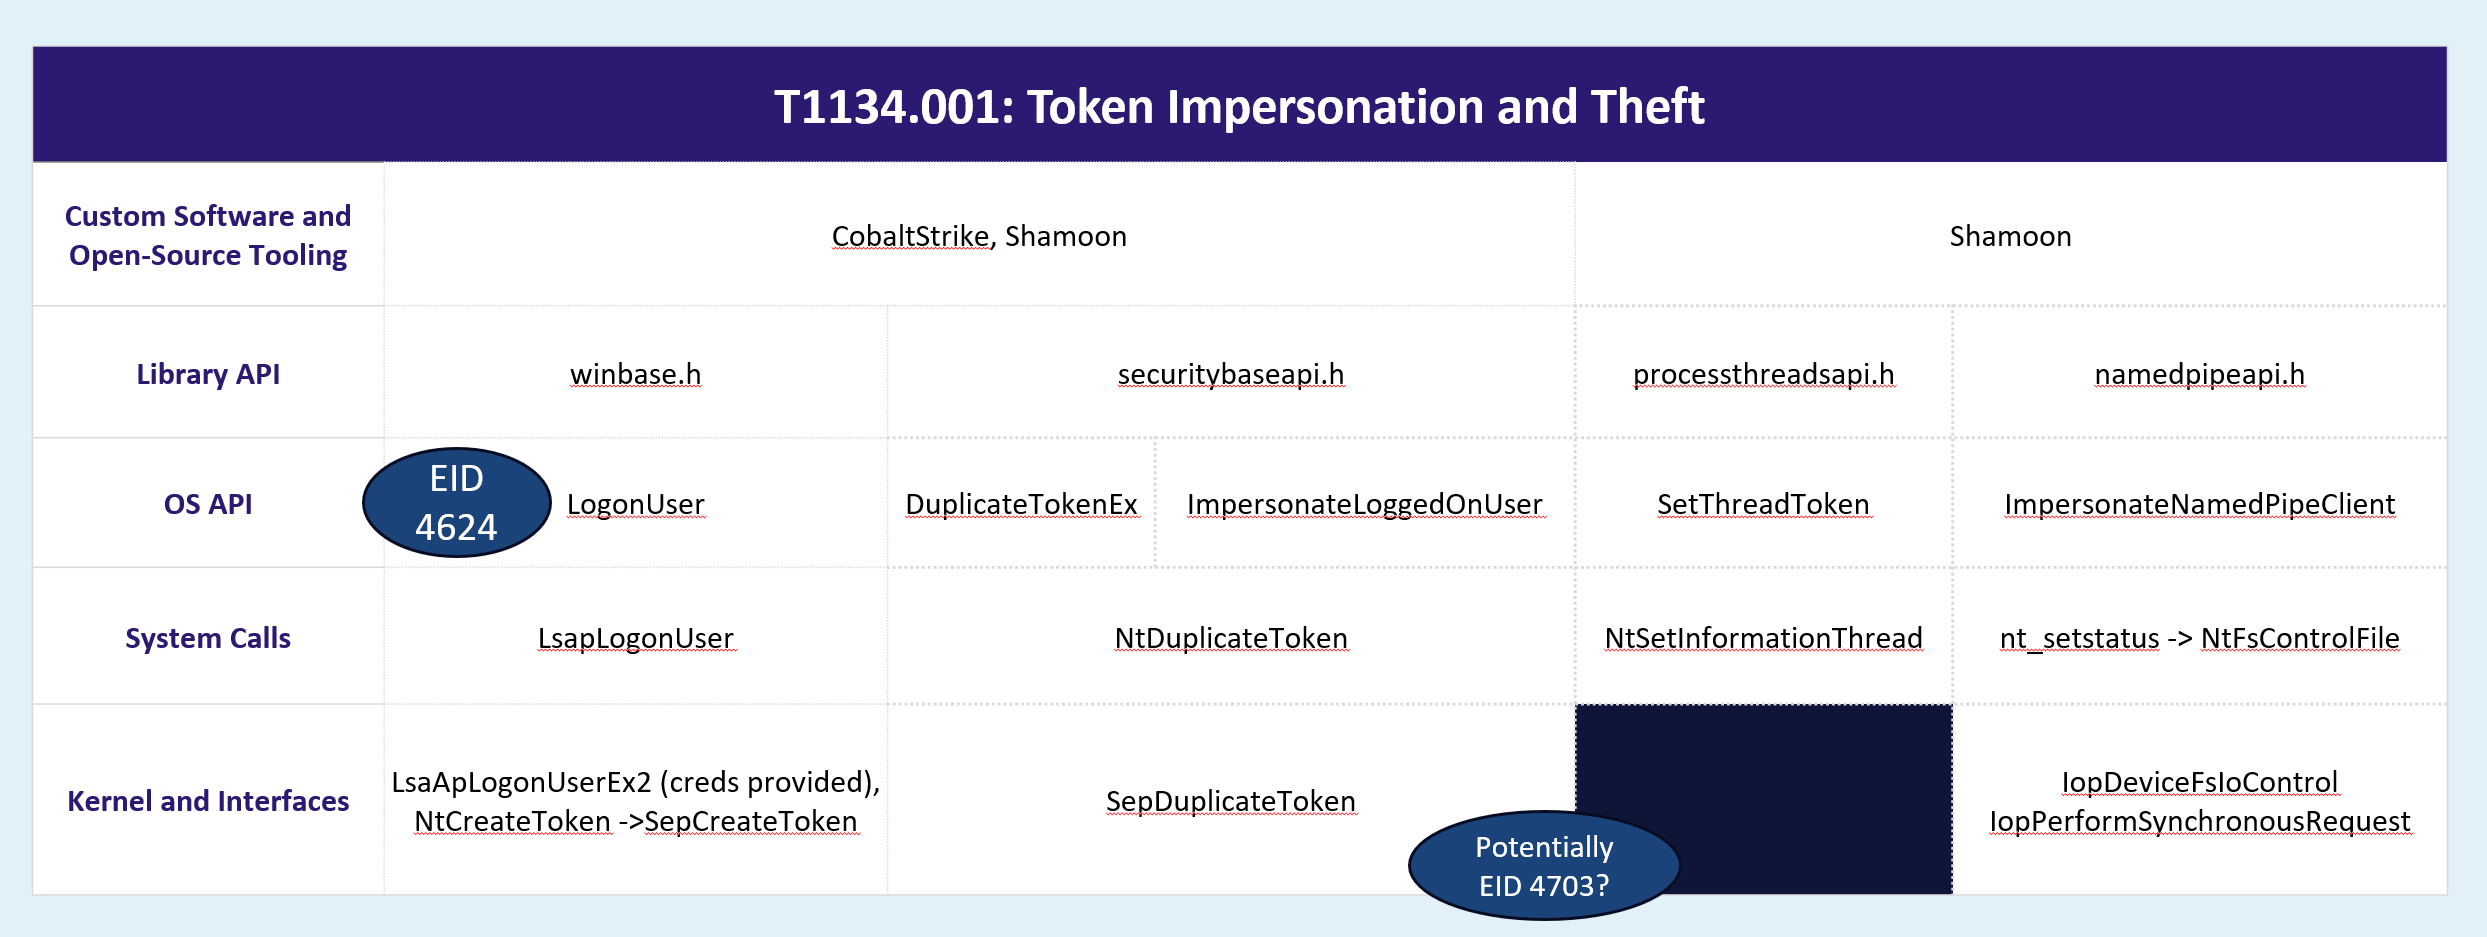 T1134.001: Token Impersonation and Theft
Custom Software and
Open-Source Tooling
CobaltStrike, Shamoon
Shamoon
Library API
winbase.h
securitybaseapi.h
processthreadsapi.h
namedpipeapi.h
OS API
EID
4624
LogonUser
DuplicateTokenEx
ImpersonateLoggedOnUser
SetThreadToken
ImpersonateNamedPipeClient
System Calls
LsapLogonUser
NtDuplicateToken
NtSetInformationThread
nt_setstatus -> NtFsControlFile
Kernel and Interfaces
LsaApLogonUserEx2 (creds provided),
NtCreateToken ->SepCreateToken
SepDuplicateToken
Potentially
EID 4703?
IopDeviceFsIoControl
IopPerformSynchronousRequest